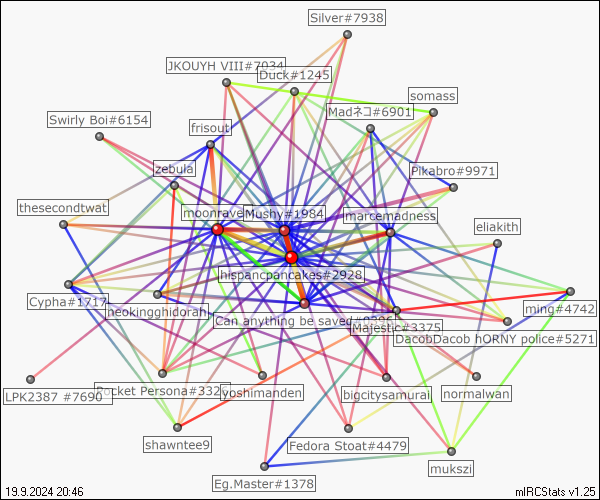 Silver#7938
JKOUYH VIII#7034
Duck#1245
somass
Madネコ#6901
Swirly Boi#6154
frisout
zebula
Pikabro#9971
thesecondtwat
moonrave
Mushy#1984
marcemadness
eliakith
hispancpancakes#2928
Cypha#1717
neokingghidorah
Can anything be saved
Majestic#3375
ming#4742
DacobDacob hORNY police#5271
LPK2387 #7690
Rocket Persona#332
yoshimanden
bigcitysamurai
normalwan
shawntee9
Fedora Stoat#4479
mukszi
Eg.Master#1378
19.9.2024 20:46
mIRCStats v1.25